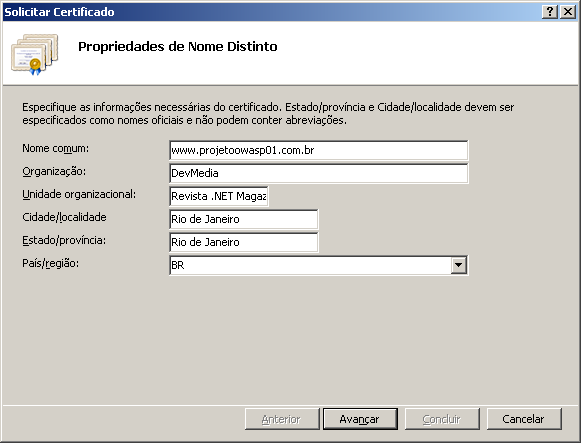 Solicitar Certificado
Propriedades de Nome Distinto
Especifique as informações necessárias do certificado. Estado/província e Cidade/localidade devem ser
especificados como nomes oficiais e não podem conter abreviações.
Nome comum: www.projetoowasp01.com.br
Organização: DevMedia
Unidade organizacional: Revista .NET Magaz
Cidade/localidade Rio de Janeiro
Estado/província: Rio de Janeiro
País/região: BR
Anterior Avançar Concluir Cancelar